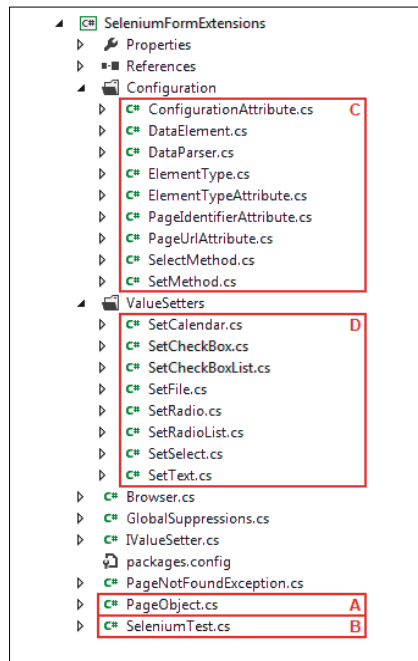 C# SeleniumFormExtensions
Properties
References
Configuration
C# ConfigurationAttribute.cs C
C# DataElement.cs
C# DataParser.cs
C# ElementType.cs
C# ElementTypeAttribute.cs
C# PageIdentifierAttribute.cs
C# PageUrlAttribute.cs
C# SelectMethod.cs
C# SetMethod.cs
ValueSetters
C# SetCalendar.cs D
C# SetCheckBox.cs
C# SetCheckBoxList.cs
C# SetFile.cs
C# SetRadio.cs
C# SetRadioList.cs
C# SetSelect.cs
C# SetText.cs
C# Browser.cs
C# GlobalSuppressions.cs
C# IValueSetter.cs
packages.config
C# PageNotFoundException.cs
C# PageObject.cs A
C# SeleniumTest.cs B